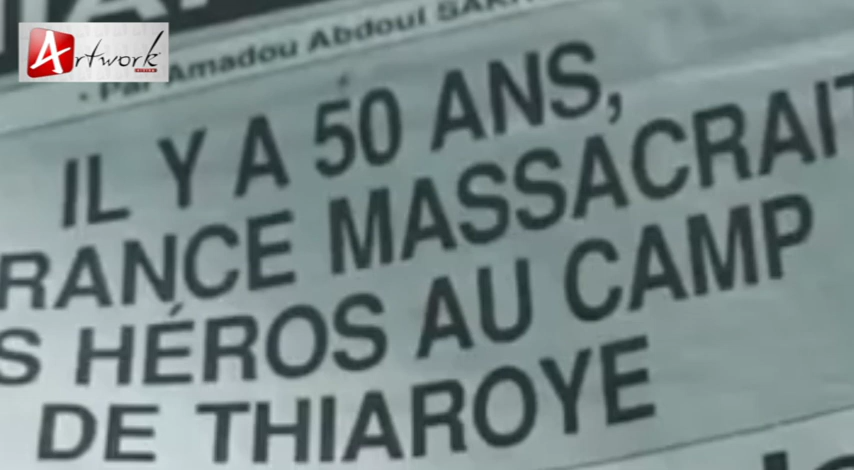 Artwork
- Par Amadou Abdoul
IL Y A 50 ANS,
RANCE MASSACRAIT
S HÉROS AU CAMP
DE THIAROYE